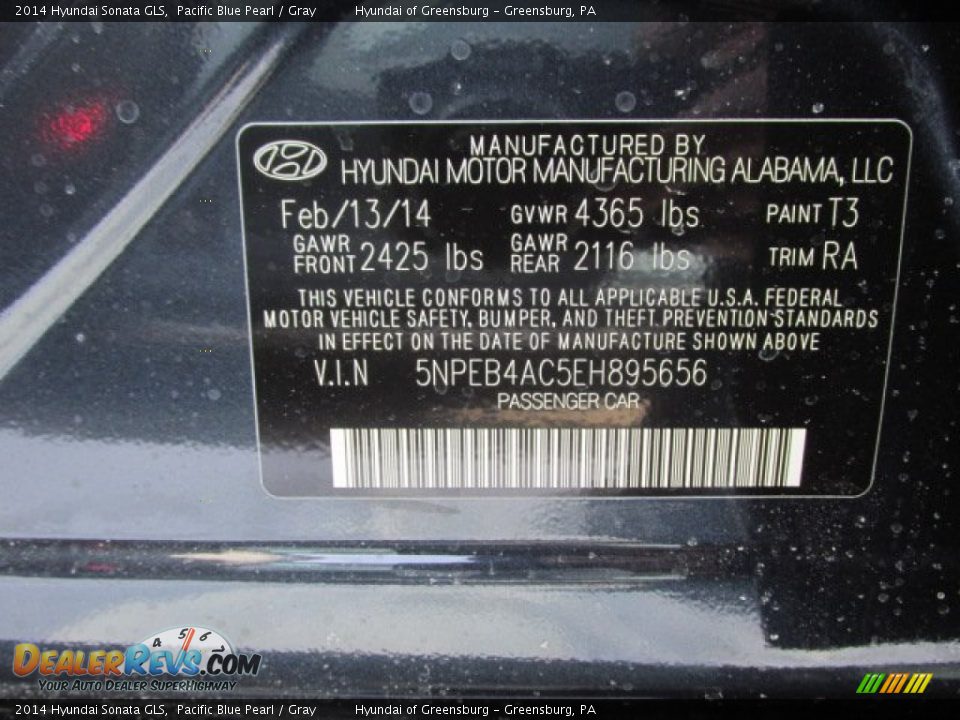 2014 Hyundai Sonata GLS, Pacific Blue Pearl / Gray Hyundai of Greensburg - Greensburg, PA
MANUFACTURED BY
HYUNDAI MOTOR MANUFACTURING ALABAMA, LLC
Feb/13/14 GVWR 4365 lbs PAINT T3
GAWR FRONT 2425 lbs GAWR REAR 2116 lbs TRIM RA
THIS VEHICLE CONFORMS TO ALL APPLICABLE U.S.A. FEDERAL
MOTOR VEHICLE SAFETY, BUMPER, AND THEFT PREVENTION STANDARDS
IN EFFECT ON THE DATE OF MANUFACTURE SHOWN ABOVE
V.I.N 5NPEB4AC5EH895656
PASSENGER CAR
4 5 6 7
DEALERREVS.COM
YOUR AUTO DEALER SUPERHIGHWAY
2014 Hyundai Sonata GLS, Pacific Blue Pearl / Gray Hyundai of Greensburg - Greensburg, PA